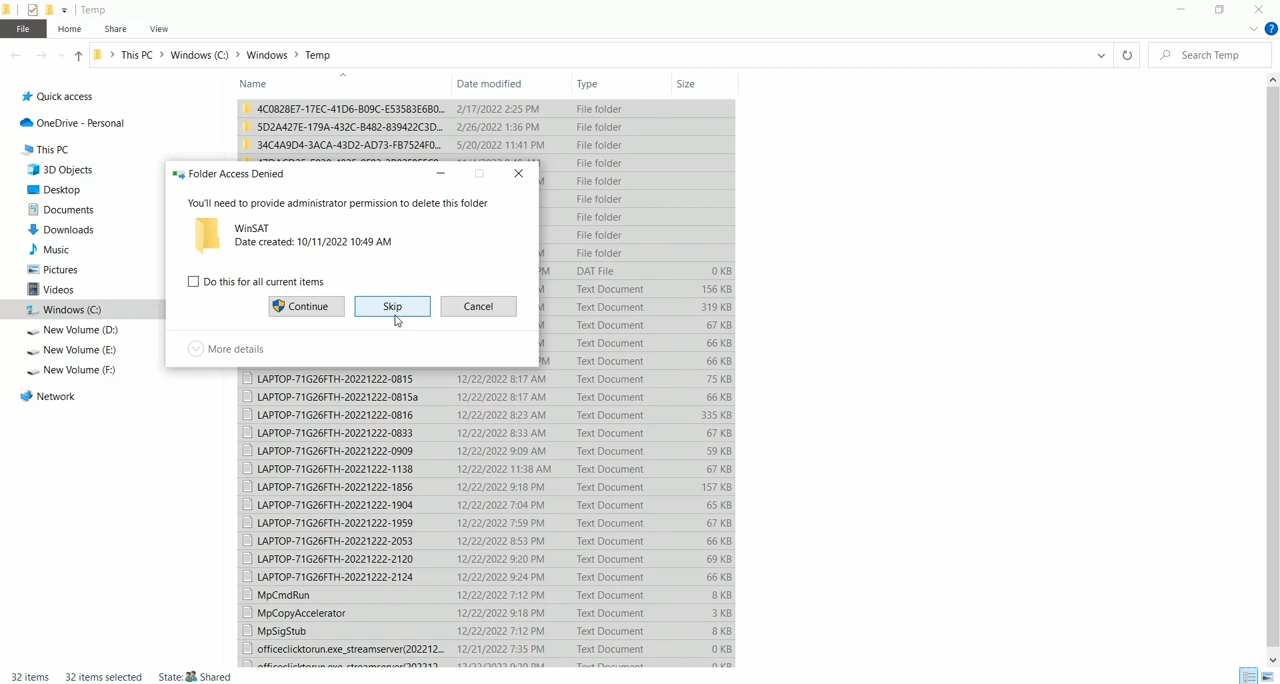 Temp
File Home Share View
This PC Windows (C:) Windows Temp
Search Temp
Name Date modified Type Size
Quick access
OneDrive - Personal
This PC
3D Objects
Desktop
Documents
Downloads
Music
Pictures
Videos
Windows (C:)
New Volume (D:)
New Volume (E:)
New Volume (F:)
Network
4C0828E7-17EC-41D6-B09C-E53583E6B0... 2/17/2022 2:25 PM File folder
5D2A427E-179A-432C-B482-839422C3D... 2/26/2022 1:36 PM File folder
34C4A9D4-3ACA-43D2-AD73-FB7524F0... 5/20/2022 11:41 PM File folder
File folder
File folder
File folder
File folder
File folder
File folder
PM DAT File 0 KB
Text Document 156 KB
Text Document 319 KB
Text Document 67 KB
Text Document 66 KB
PM Text Document 66 KB
Folder Access Denied
You'll need to provide administrator permission to delete this folder
WinSAT
Date created: 10/11/2022 10:49 AM
Do this for all current items
Continue Skip Cancel
More details
LAPTOP-71G26FTH-20221222-0815 12/22/2022 8:17 AM Text Document 75 KB
LAPTOP-71G26FTH-20221222-0815a 12/22/2022 8:17 AM Text Document 66 KB
LAPTOP-71G26FTH-20221222-0816 12/22/2022 8:23 AM Text Document 335 KB
LAPTOP-71G26FTH-20221222-0833 12/22/2022 8:33 AM Text Document 67 KB
LAPTOP-71G26FTH-20221222-0909 12/22/2022 9:09 AM Text Document 59 KB
LAPTOP-71G26FTH-20221222-1138 12/22/2022 11:38 AM Text Document 67 KB
LAPTOP-71G26FTH-20221222-1856 12/22/2022 9:18 PM Text Document 157 KB
LAPTOP-71G26FTH-20221222-1904 12/22/2022 7:04 PM Text Document 65 KB
LAPTOP-71G26FTH-20221222-1959 12/22/2022 7:59 PM Text Document 67 KB
LAPTOP-71G26FTH-20221222-2053 12/22/2022 8:53 PM Text Document 66 KB
LAPTOP-71G26FTH-20221222-2120 12/22/2022 9:20 PM Text Document 69 KB
LAPTOP-71G26FTH-20221222-2124 12/22/2022 9:24 PM Text Document 66 KB
MpCmdRun 12/22/2022 7:12 PM Text Document 8 KB
MpCopyAccelerator 12/22/2022 9:18 PM Text Document 3 KB
MpSigStub 12/22/2022 7:12 PM Text Document 8 KB
officeclicktorun.exe_streamserver(202212... 12/21/2022 7:35 PM Text Document 0 KB
officeclicktorun.exe_streamserver(202212... 12/22/2022 9:20 PM Text Document 0 KB
32 items 32 items selected State: Shared